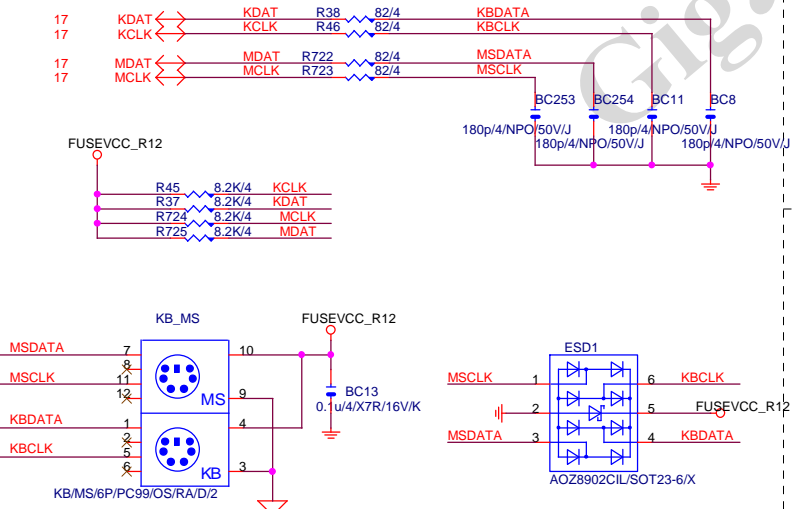 17 KDAT KDAT R38 82/4 KBDATA
17 KCLK KCLK R46 82/4 KBCLK
17 MDAT MDAT R722 82/4 MSDATA
17 MCLK MCLK R723 82/4 MSCLK
BC253 BC254 BC11 BC8
180p/4/NPO/50V/J 180p/4/NPO/50V/J
180p/4/NPO/50V/J 180p/4/NPO/50V/J
Gig
FUSEVCC_R12
R45 8.2K/4 KCLK
R37 8.2K/4 KDAT
R724 8.2K/4 MCLK
R725 8.2K/4 MDAT
KB_MS FUSEVCC_R12
MSDATA 7 10
8
MSCLK 11
12 MS 9
BC13
0.1u/4/X7R/16V/K
KBDATA 1 4
2
KBCLK 5
6 KB 3
KB/MS/6P/PC99/OS/RA/D/2
ESD1
MSCLK 1 6 KBCLK
2 5 FUSEVCC_R12
MSDATA 3 4 KBDATA
AOZ8902CIL/SOT23-6/X